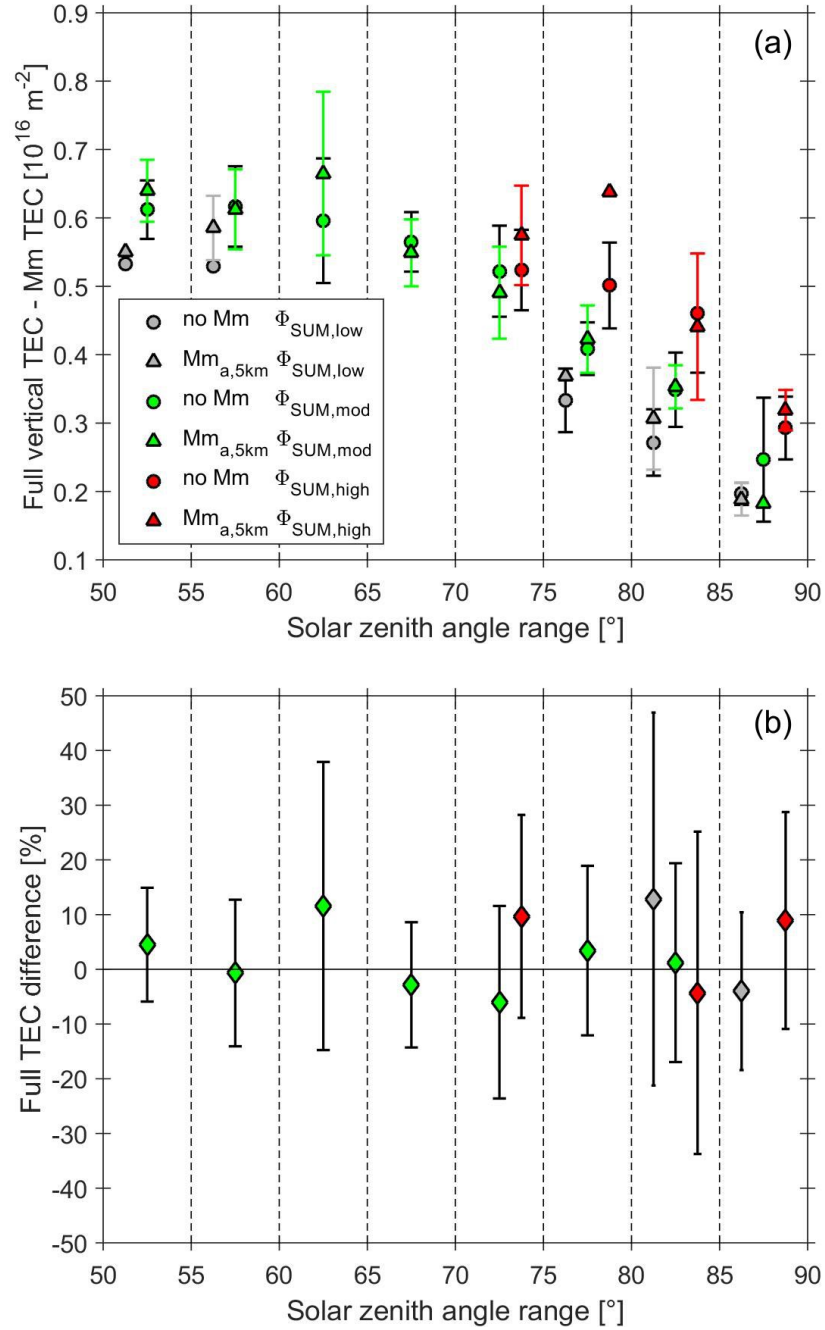 (a)
Full vertical TEC - Mm TEC [10^16 m^-2]
0.9
0.8
0.7
0.6
0.5
0.4
0.3
0.2
0.1
no Mm Φ_SUM,low
Mm_a,5km Φ_SUM,low
no Mm Φ_SUM,mod
Mm_a,5km Φ_SUM,mod
no Mm Φ_SUM,high
Mm_a,5km Φ_SUM,high
50 55 60 65 70 75 80 85 90
Solar zenith angle range [°]
(b)
Full TEC difference [%]
50
40
30
20
10
0
-10
-20
-30
-40
-50
50 55 60 65 70 75 80 85 90
Solar zenith angle range [°]